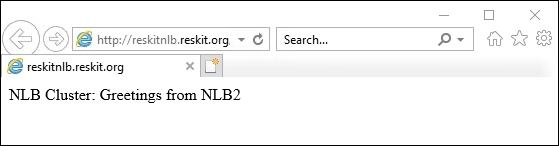 http://reskitnlb.reskit.org
Search...
reskitnlb.reskit.org
NLB Cluster: Greetings from NLB2